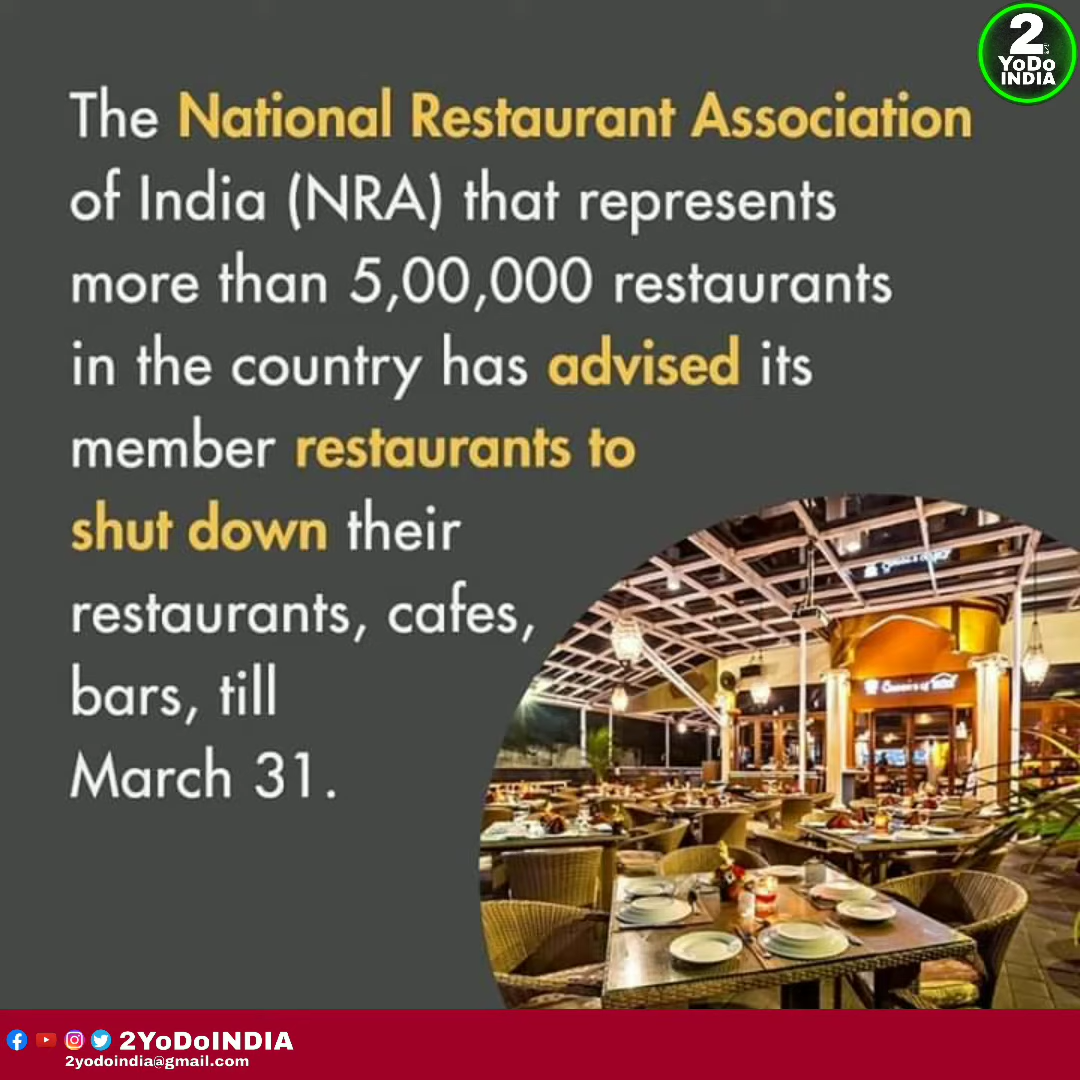 2
YoDo
INDIA
The National Restaurant Association
of India (NRA) that represents
more than 5,00,000 restaurants
in the country has advised its
member restaurants to
shut down their
restaurants, cafes,
bars, till
March 31.
2YoDoINDIA
2yodoindia@gmail.com